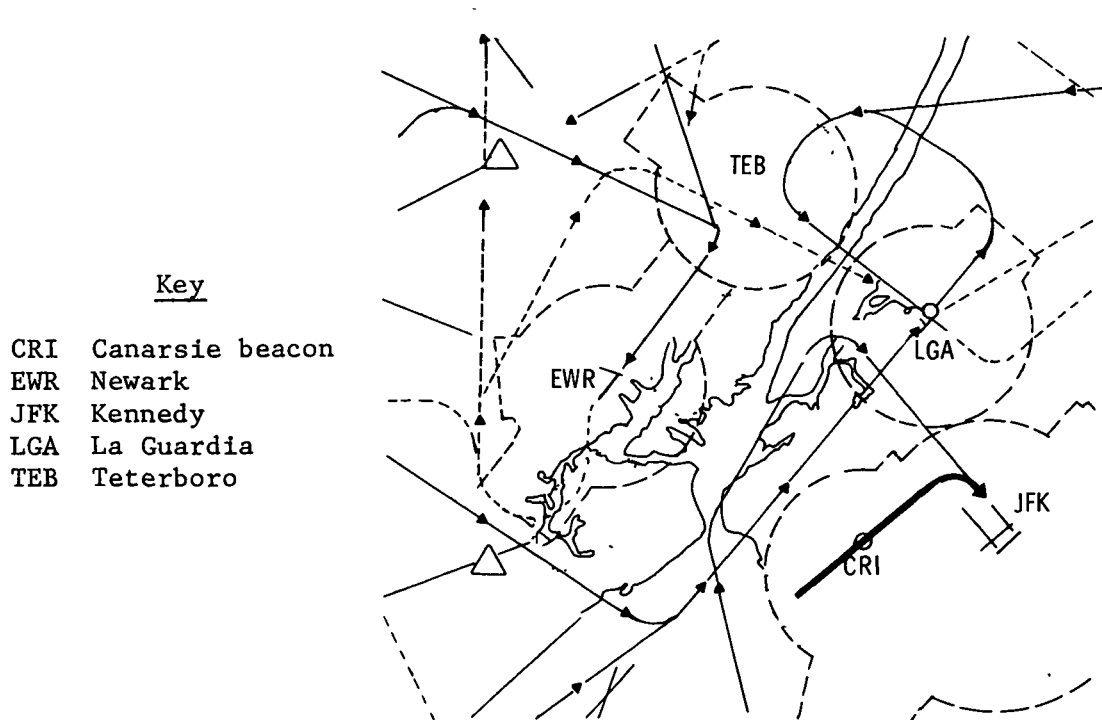 Key
CRI Canarsie beacon
EWR Newark
JFK Kennedy
LGA La Guardia
TEB Teterboro
TEB
LGA
EWR
JFK
CRI